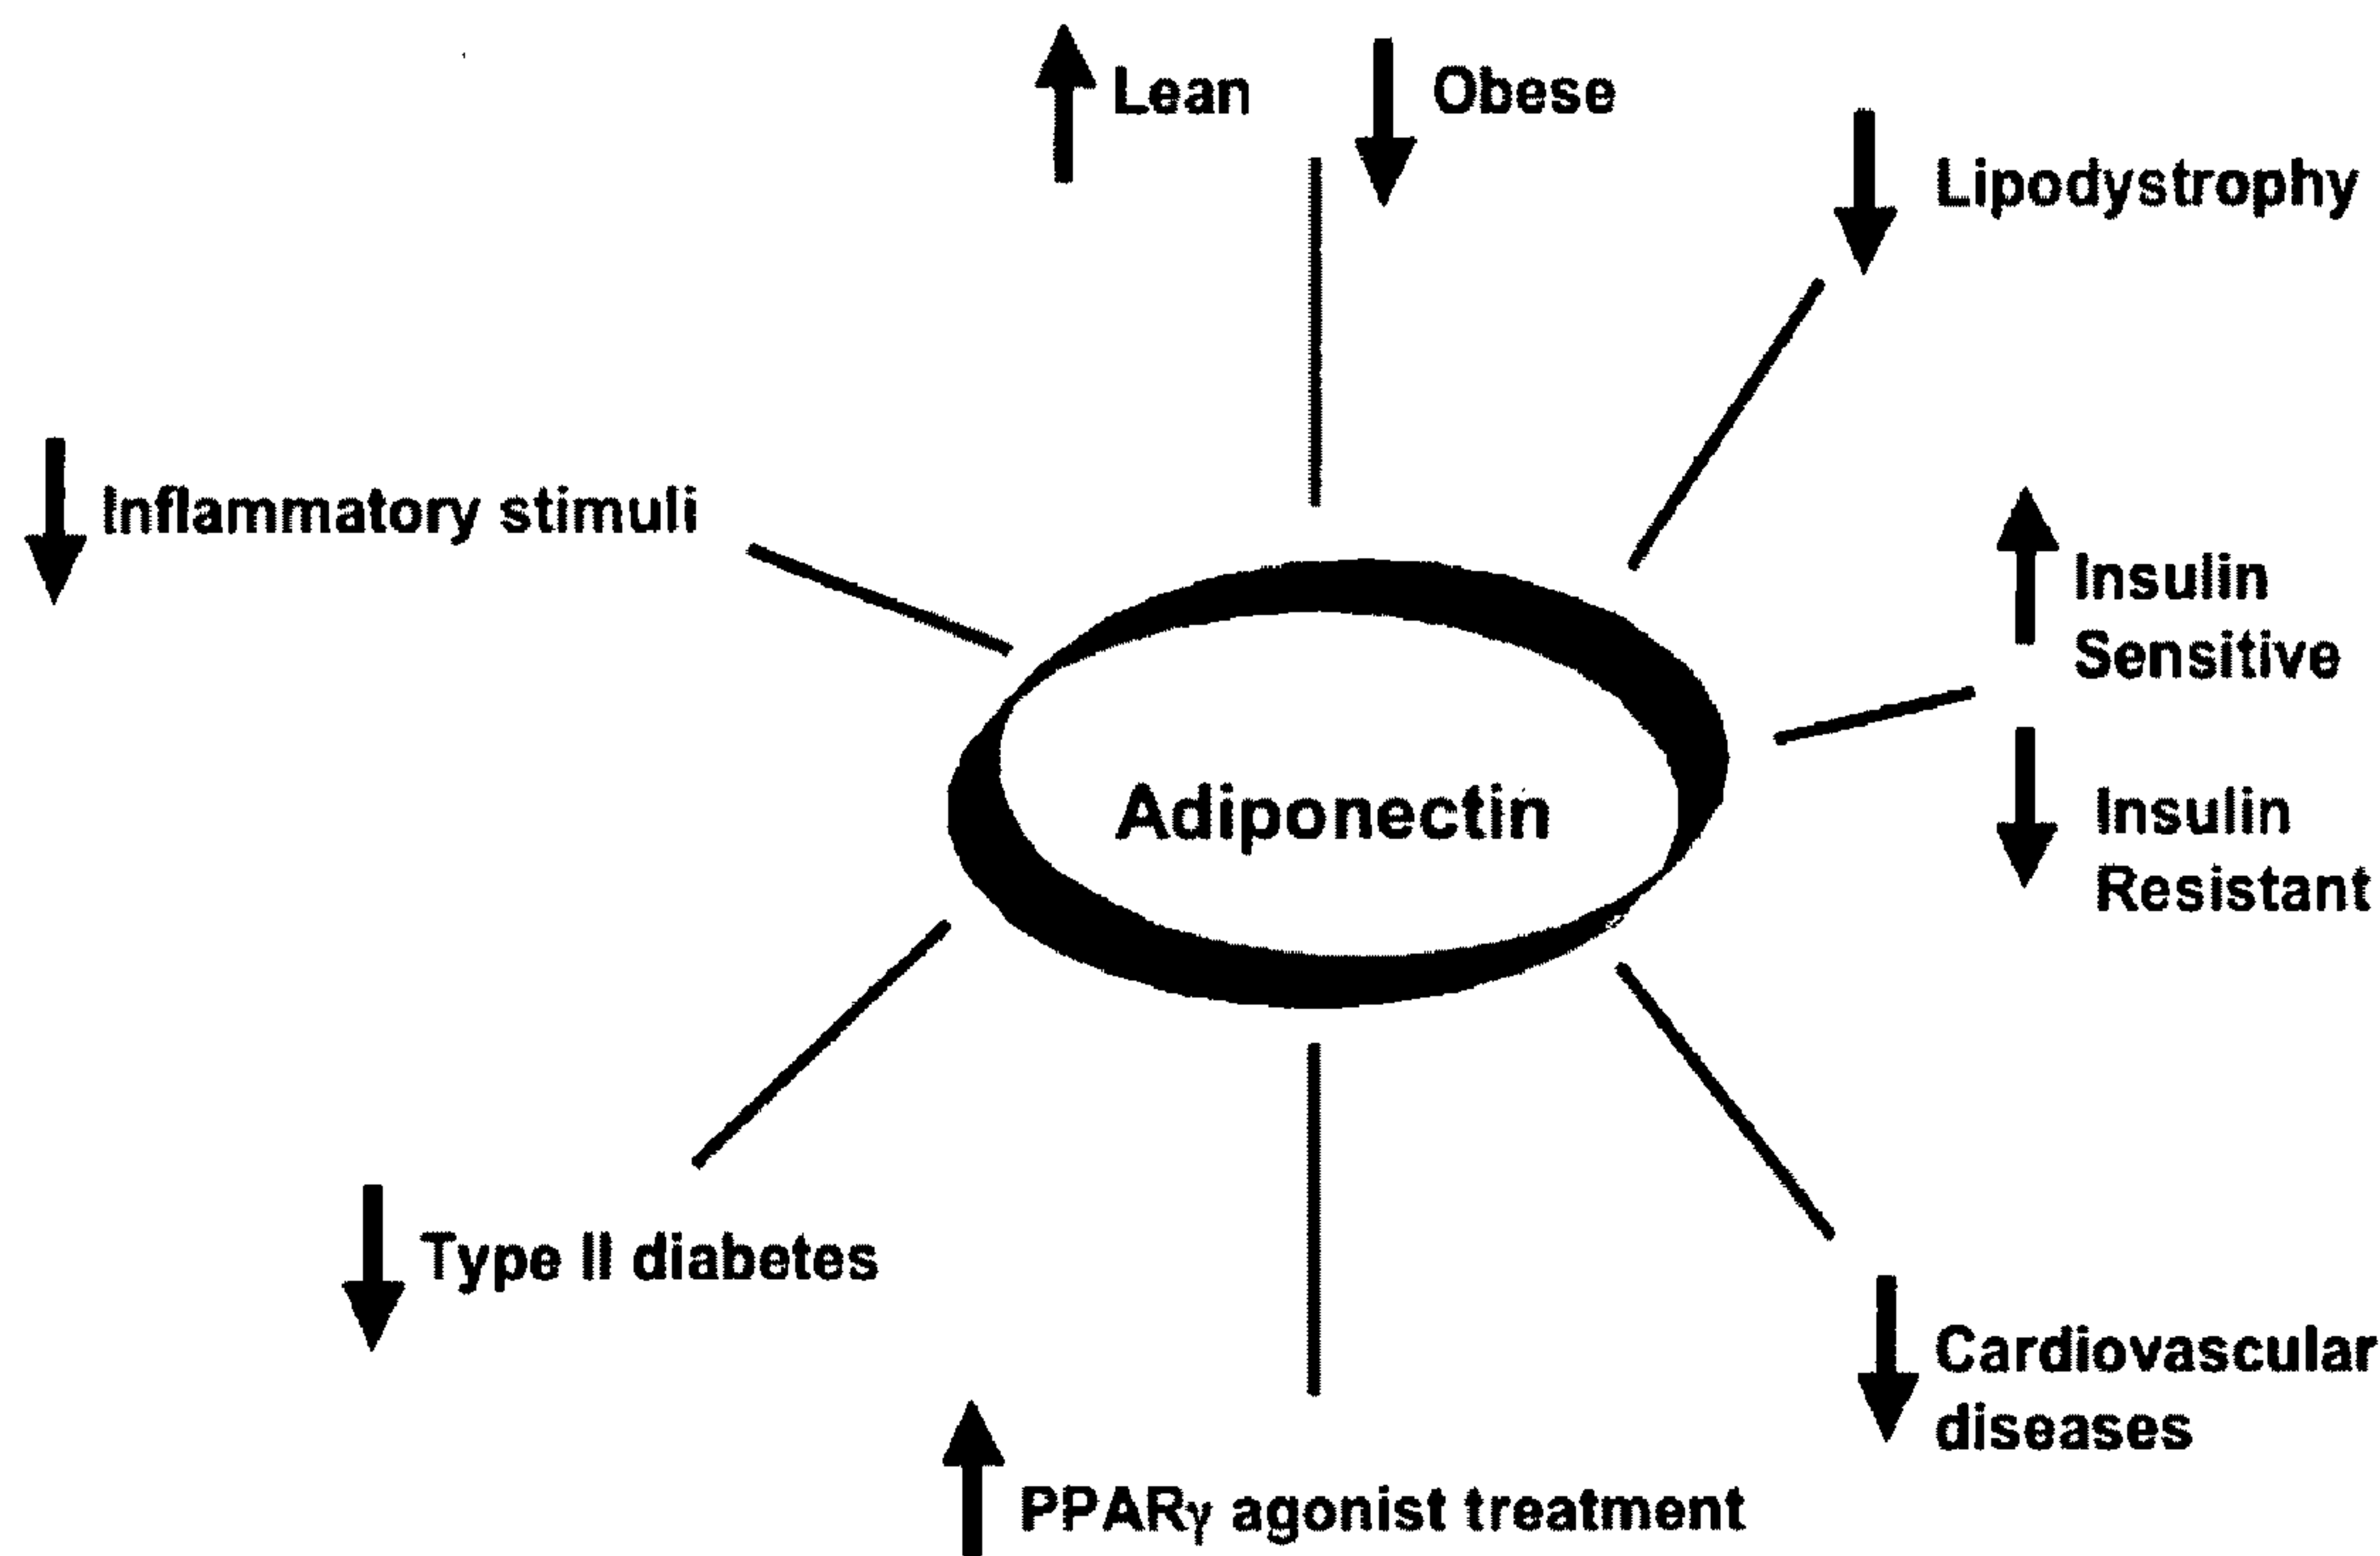 Lean
Obese
Lipodystrophy
Inflammatory stimuli
Insulin
Sensitive
Adiponectin
Insulin
Resistant
Type II diabetes
Cardiovascular
diseases
PPARγ agonist treatment